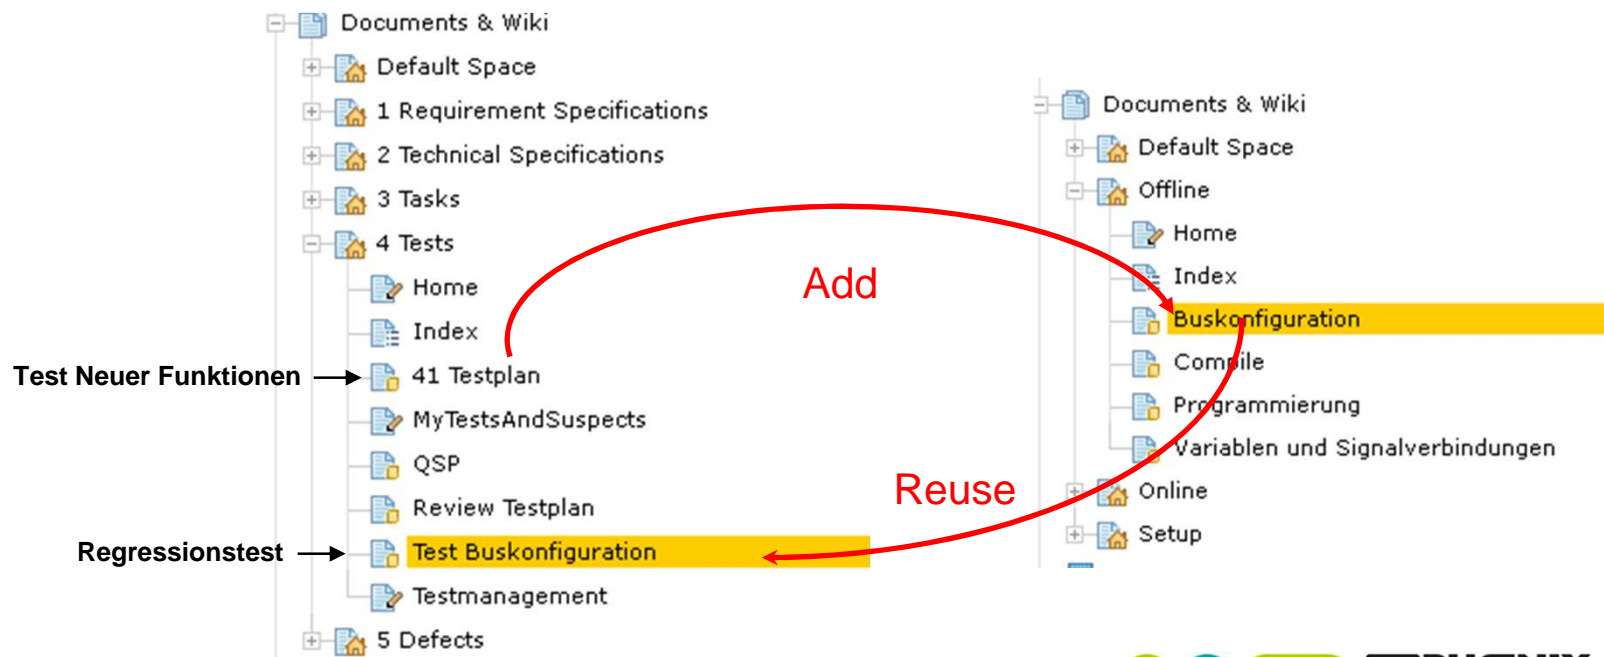 Documents & Wiki
Default Space
1 Requirement Specifications
2 Technical Specifications
3 Tasks
4 Tests
Home
Index
Test Neuer Funktionen
41 Testplan
MyTestsAndSuspects
QSP
Review Testplan
Regressionstest
Test Buskonfiguration
Testmanagement
5 Defects
Add
Reuse
Documents & Wiki
Default Space
Offline
Home
Index
Buskonfiguration
Compile
Programmierung
Variablen und Signalverbindungen
Online
Setup